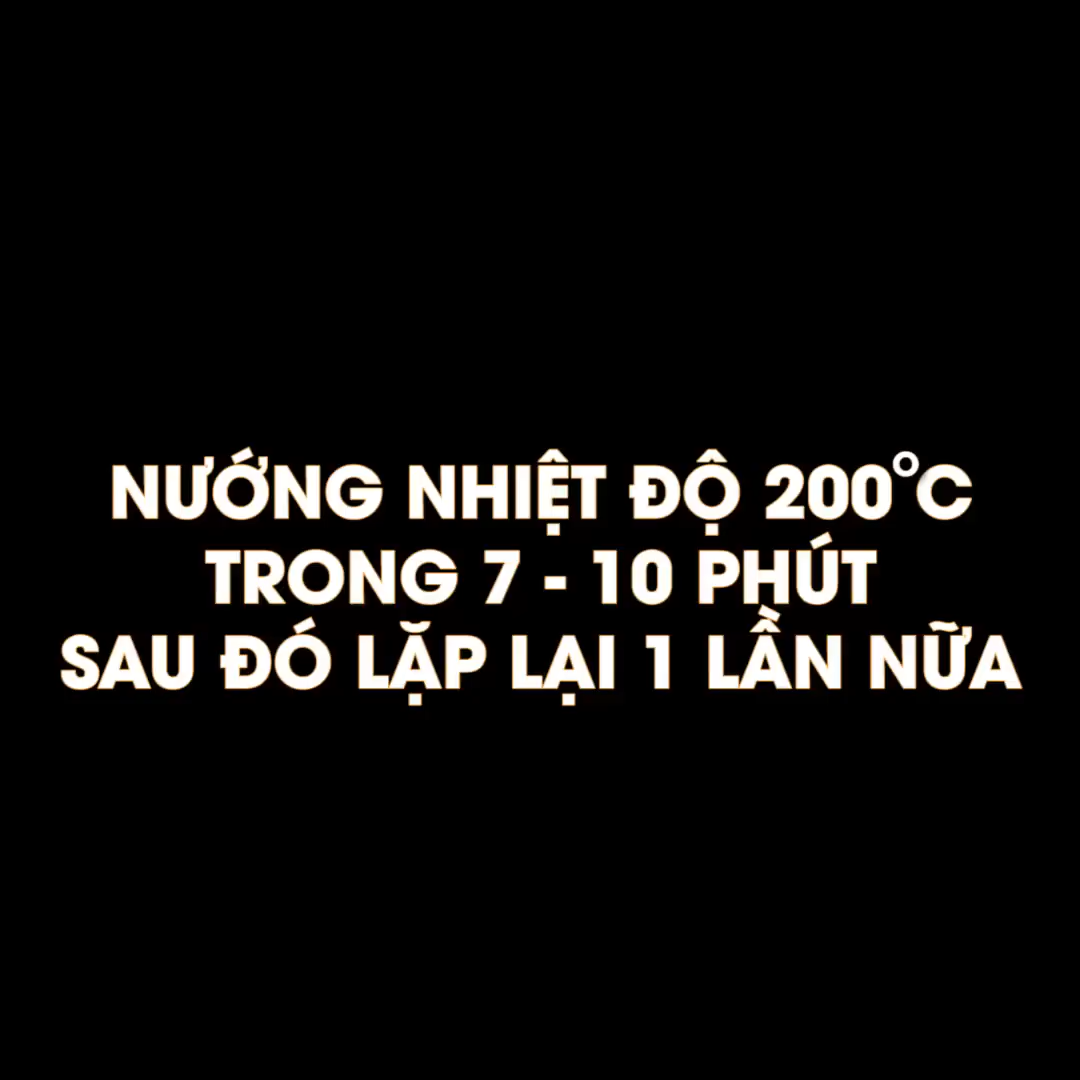 NƯỚNG NHIỆT ĐỘ 200°C
TRONG 7 - 10 PHÚT
SAU ĐÓ LẶP LẠI 1 LẦN NỮA